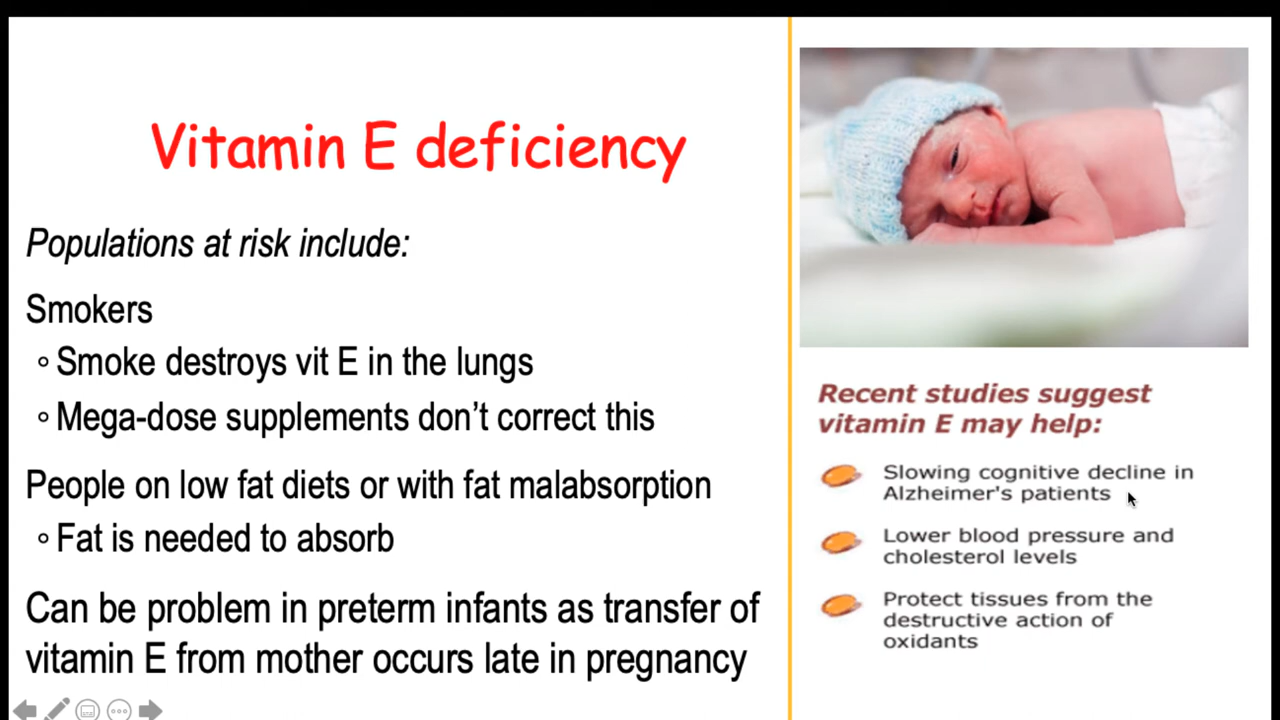 Vitamin E deficiency
Populations at risk include:
Smokers
◦ Smoke destroys vit E in the lungs
◦ Mega-dose supplements don’t correct this
People on low fat diets or with fat malabsorption
◦ Fat is needed to absorb
Can be problem in preterm infants as transfer of
vitamin E from mother occurs late in pregnancy
Recent studies suggest
vitamin E may help:
Slowing cognitive decline in
Alzheimer's patients
Lower blood pressure and
cholesterol levels
Protect tissues from the
destructive action of
oxidants